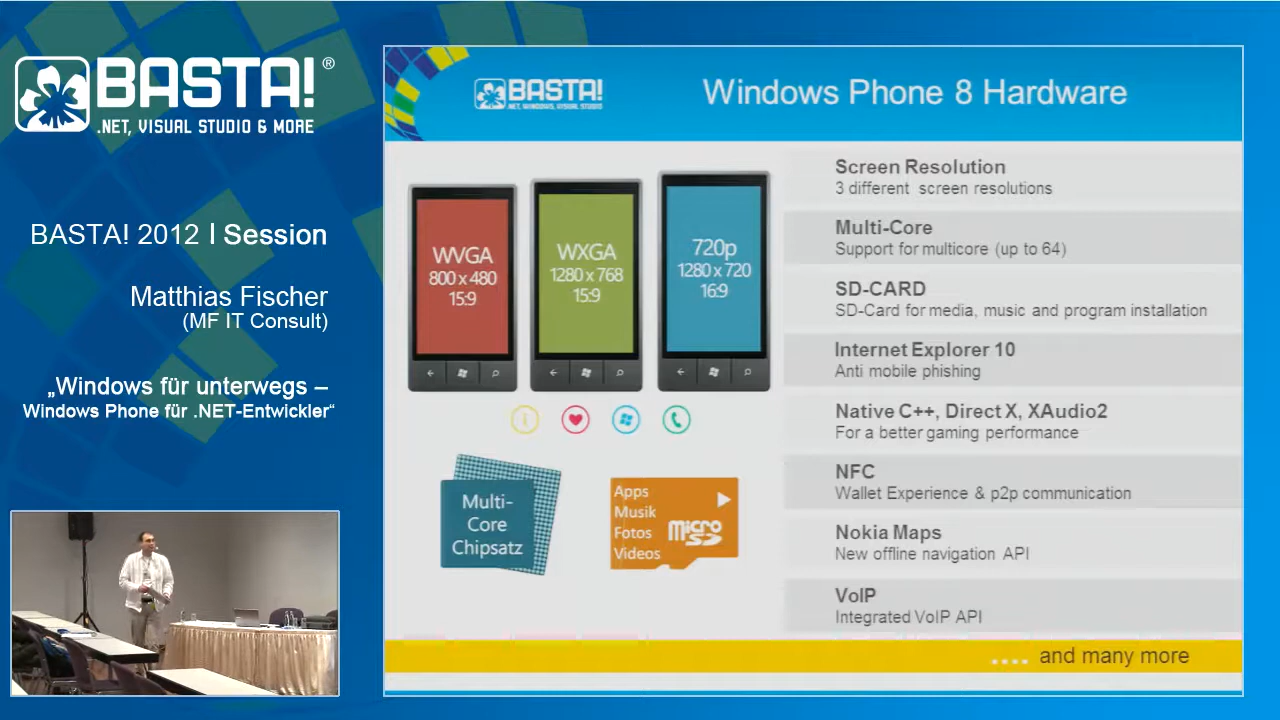 BASTA! ®
.NET, VISUAL STUDIO & MORE
BASTA! 2012 l Session
Matthias Fischer
(MF IT Consult)
„Windows für unterwegs –
Windows Phone für .NET-Entwickler“
BASTA!
.NET, WINDOWS, VISUAL STUDIO
Windows Phone 8 Hardware
WVGA
800 x 480
15:9
WXGA
1280 x 768
15:9
720p
1280 x 720
16:9
Multi-
Core
Chipsatz
Apps
Musik
Fotos
Videos
micro
SD
Screen Resolution
3 different screen resolutions
Multi-Core
Support for multicore (up to 64)
SD-CARD
SD-Card for media, music and program installation
Internet Explorer 10
Anti mobile phishing
Native C++, Direct X, XAudio2
For a better gaming performance
NFC
Wallet Experience & p2p communication
Nokia Maps
New offline navigation API
VoIP
Integrated VoIP API
.... and many more